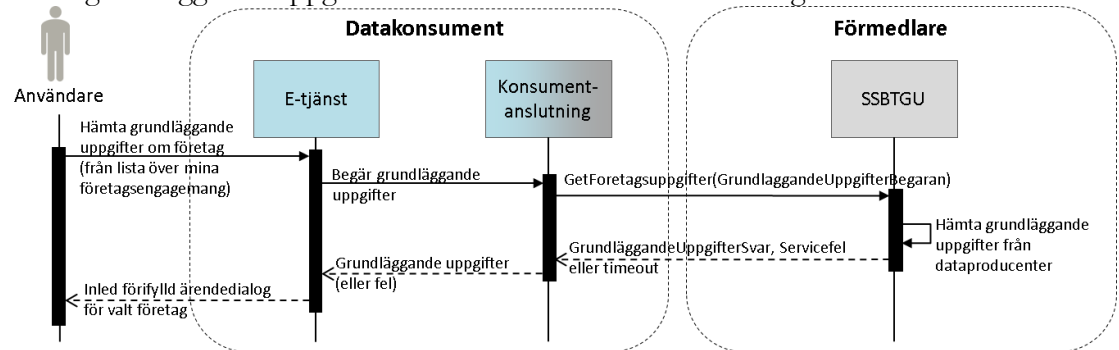 Datakonsument
Förmedlare
Användare
E-tjänst
Konsument-
anslutning
SSBTGU
Hämta grundläggande
uppgifter om företag
(från lista över mina
företagsengagemang)
Begär grundläggande
uppgifter
GetForetagsuppgifter(GrundlaggandeUppgifterBegaran)
Hämta grundläggande
uppgifter från
dataproducenter
GrundläggandeUppgifterSvar, Servicefel
eller timeout
Grundläggande uppgifter
(eller fel)
Inled förifylld ärendedialog
för valt företag